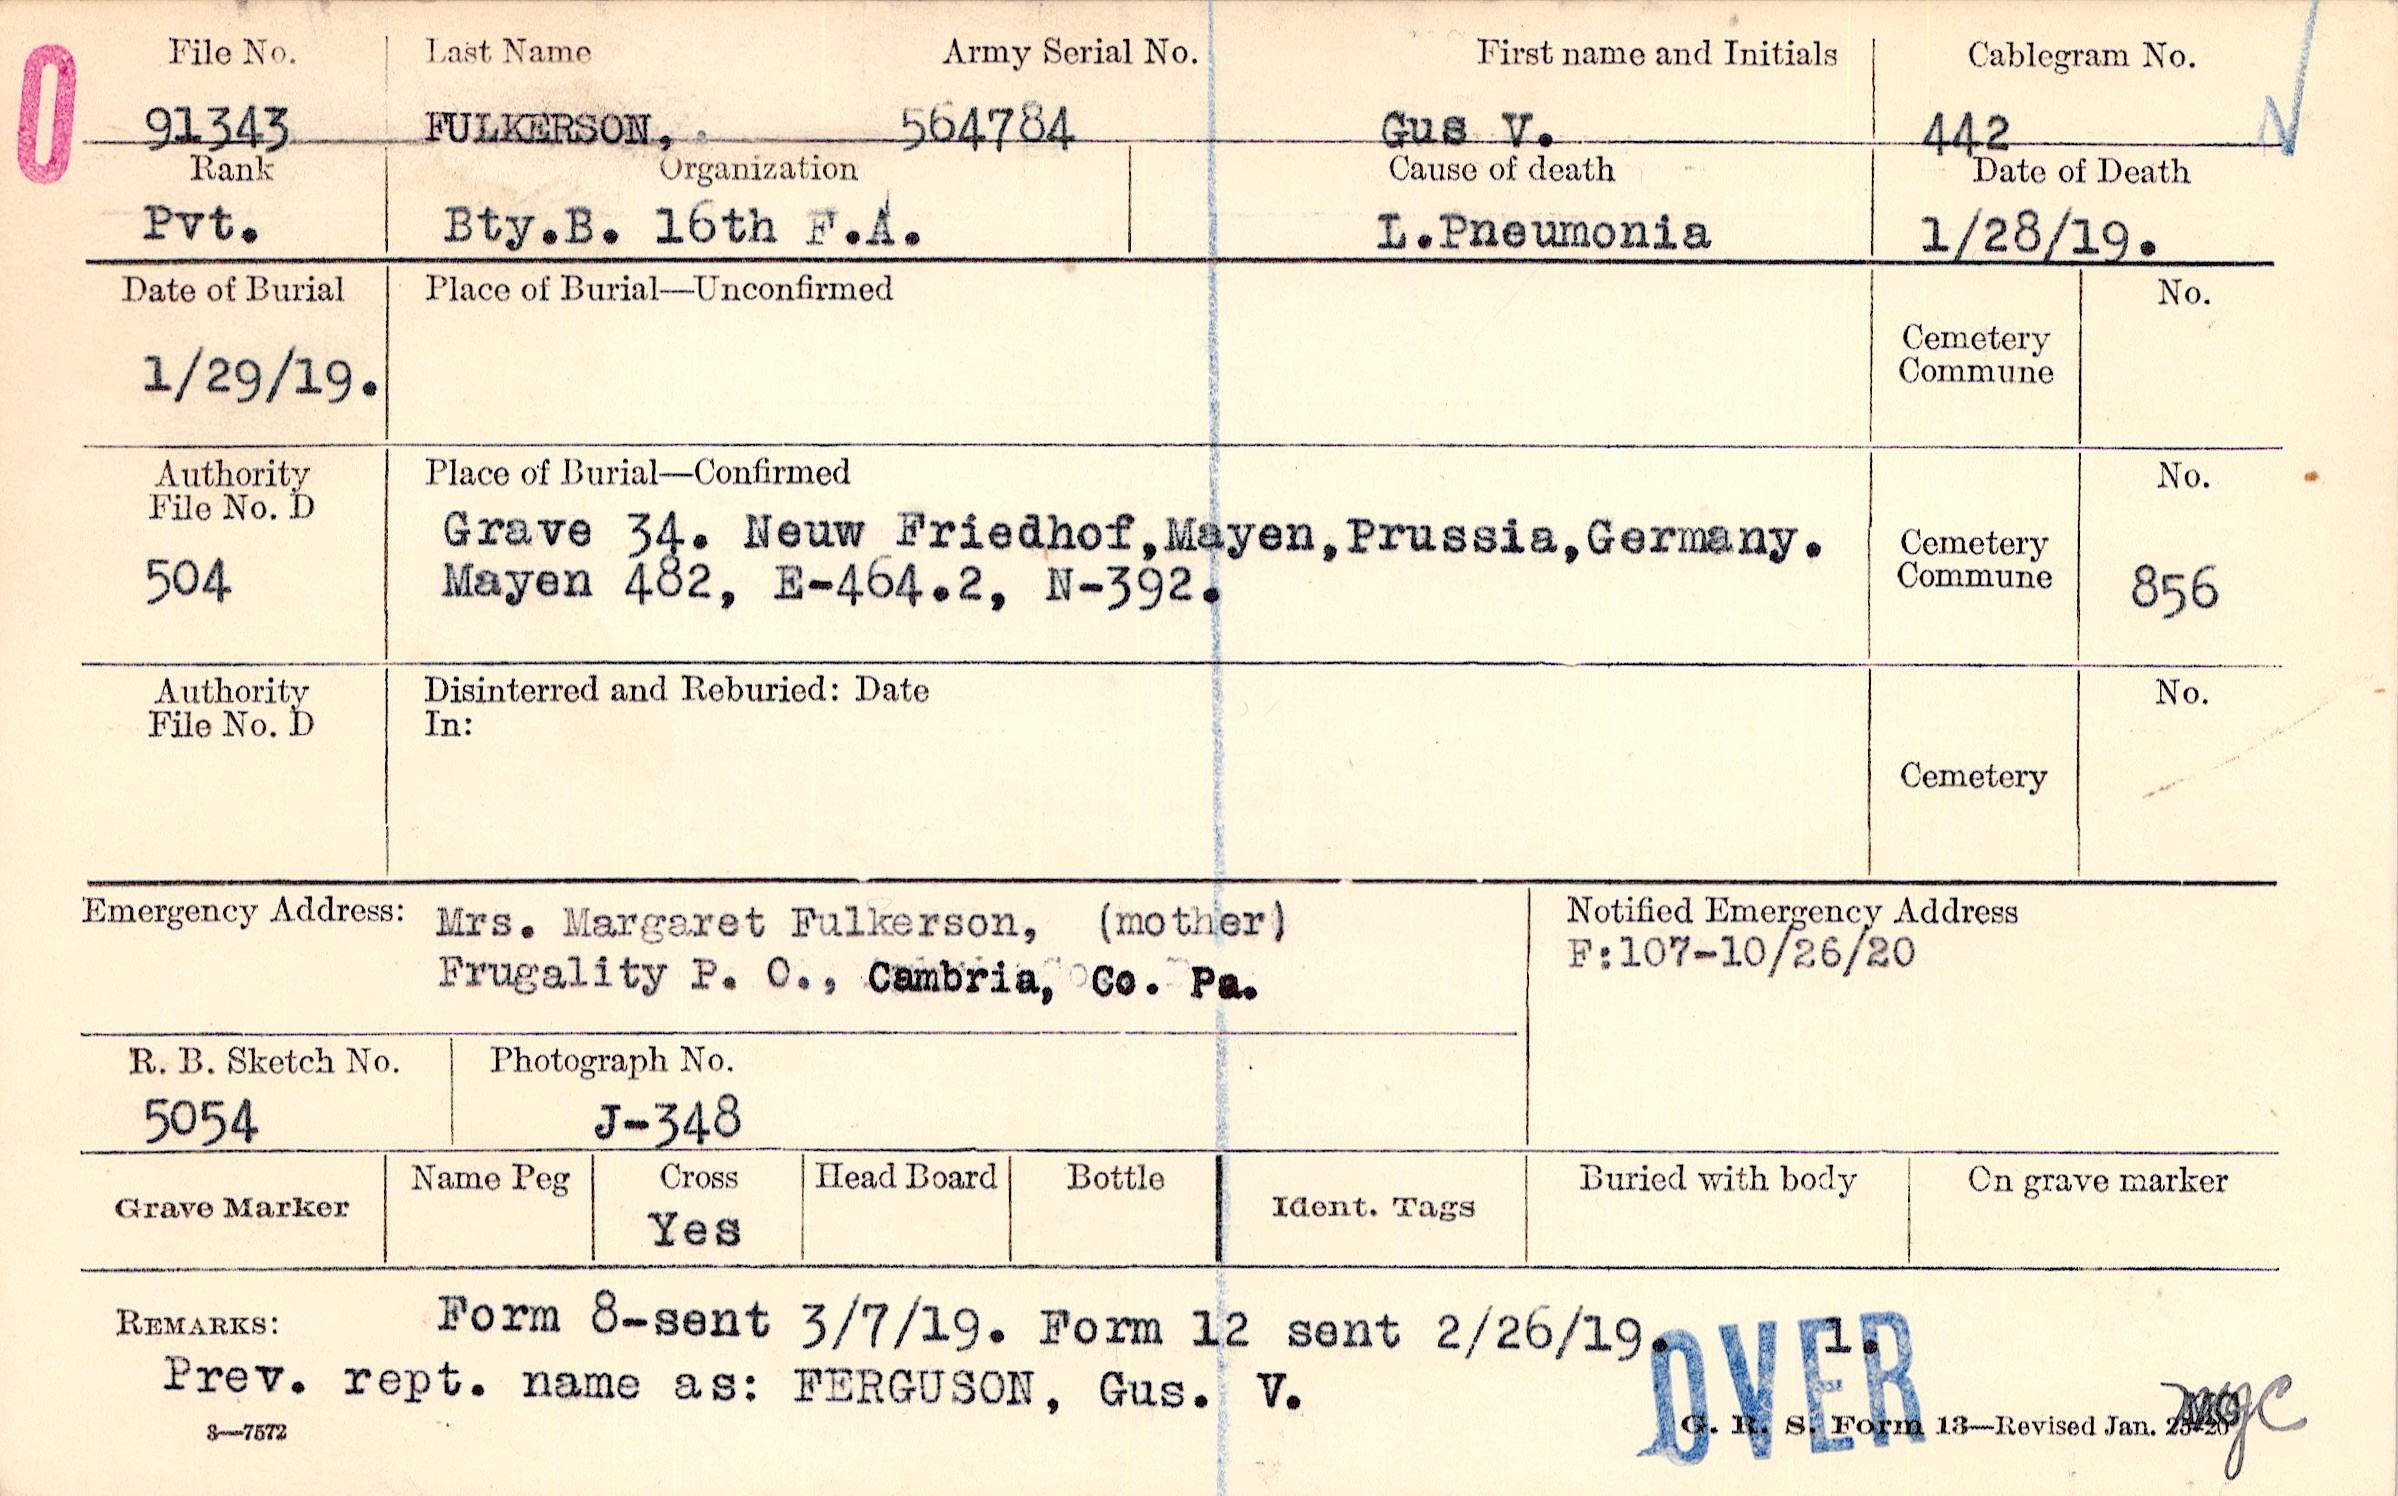 0
File No. Last Name Army Serial No. First name and Initials Cablegram No.
91343 FULKERSON, 564784 Gus V. 442 N
Rank Organization Cause of death Date of Death
Pvt. Bty.B. 16th F.A. L.Pneumonia 1/28/19.
Date of Burial Place of Burial—Unconfirmed No.
Cemetery
Commune
1/29/19.
Authority Place of Burial—Confirmed No.
File No. D
Grave 34. Neuw Friedhof,Mayen,Prussia,Germany. Cemetery
504 Mayen 482, E-464.2, N-392. Commune 856
Authority Disinterred and Reburied: Date No.
File No. D In:
Cemetery
Emergency Address: Mrs. Margaret Fulkerson, (mother) Notified Emergency Address
Frugality P. O., Cambria, Co. Pa. F:107-10/26/20
R. B. Sketch No. Photograph No.
5054 J-348
Grave Marker Name Peg Cross Head Board Bottle Ident. Tags Buried with body On grave marker
Yes
REMARKS: Form 8-sent 3/7/19. Form 12 sent 2/26/19. 1.
OVER
Prev. rept. name as: FERGUSON, Gus. V.
3—7572 G. R. S. Form 13—Revised Jan.